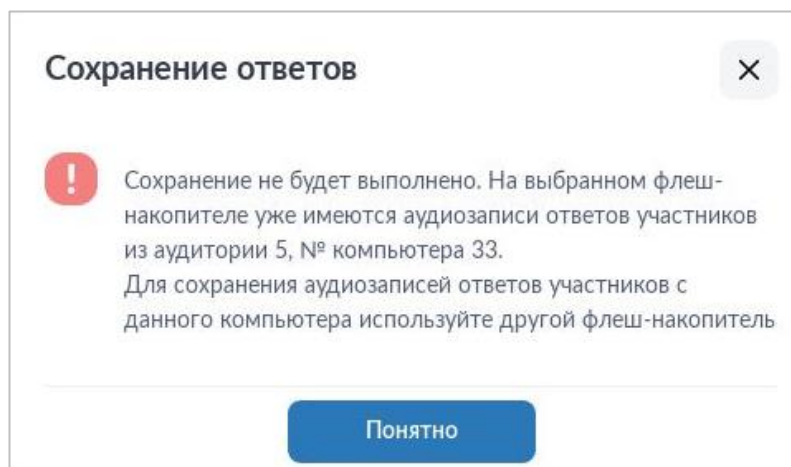 Сохранение ответов
Сохранение не будет выполнено. На выбранном флеш-
накопителе уже имеются аудиозаписи ответов участников
из аудитории 5, № компьютера 33.
Для сохранения аудиозаписей ответов участников с
данного компьютера используйте другой флеш-накопитель
Понятно